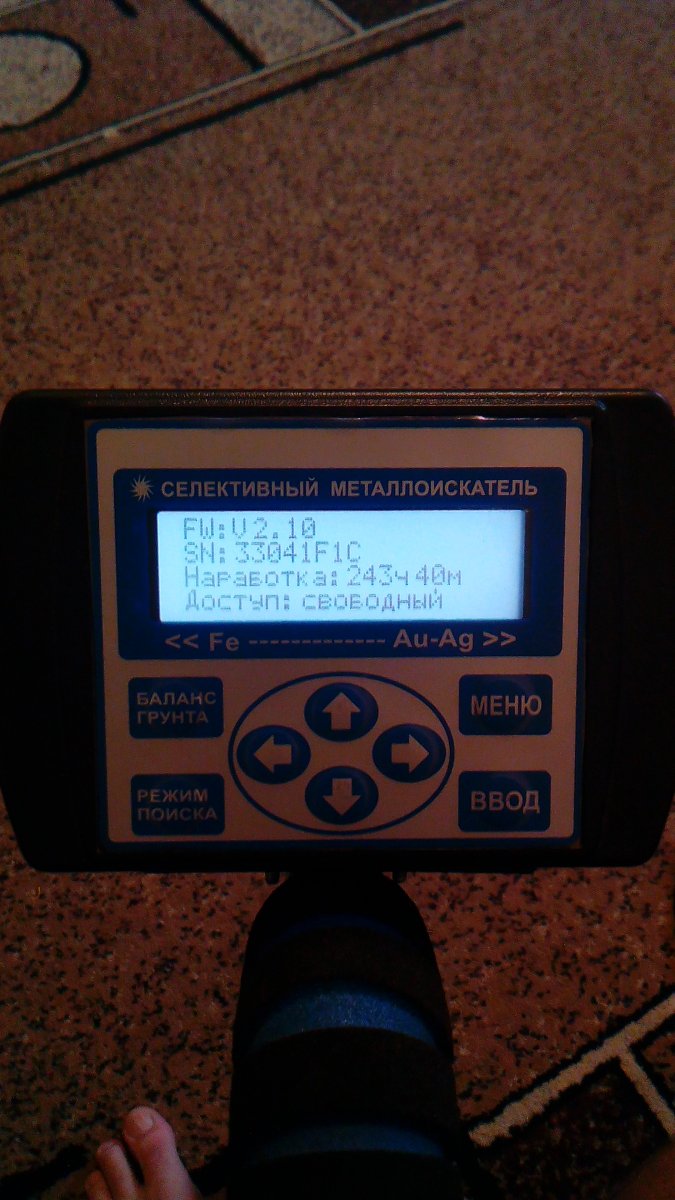 СЕЛЕКТИВНЫЙ МЕТАЛЛОИСКАТЕЛЬ
FW:V2.10
SN:33041F1C
Наработка:243ч40м
Доступ: свободный
<< Fe ------------- Au-Ag >>
БАЛАНС
ГРУНТА
МЕНЮ
РЕЖИМ
ПОИСКА
ВВОД